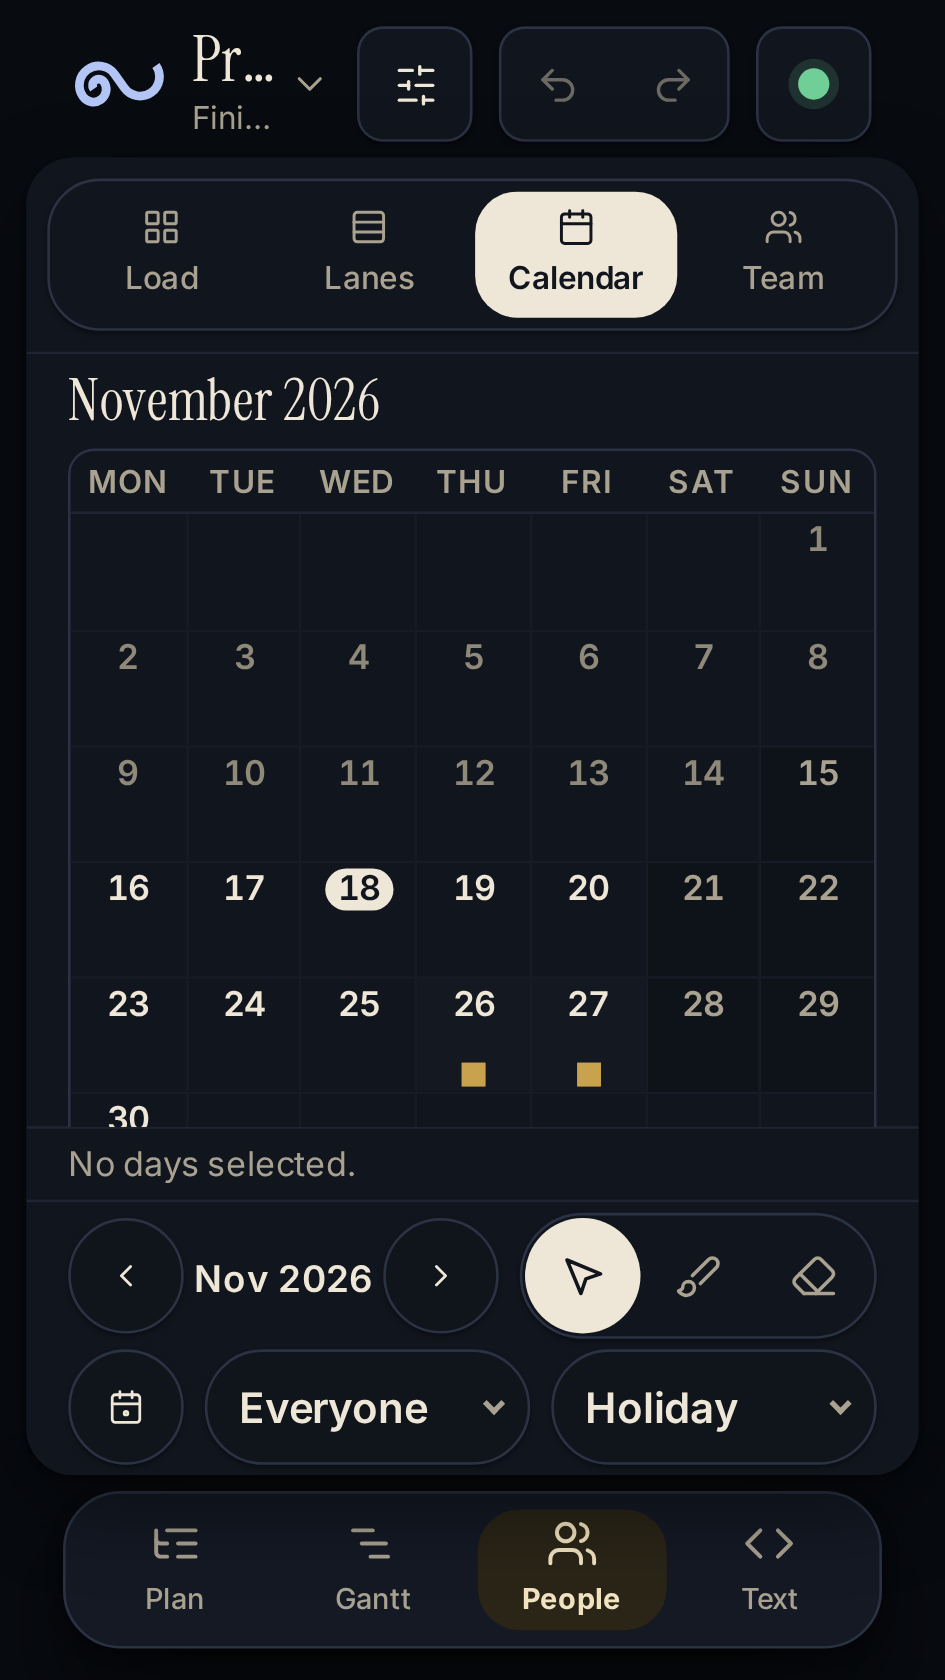 Pr...
Fini...
Load Lanes Calendar Team
November 2026
MON TUE WED THU FRI SAT SUN
1
2 3 4 5 6 7 8
9 10 11 12 13 14 15
16 17 18 19 20 21 22
23 24 25 26 27 28 29
30
No days selected.
Nov 2026
Everyone Holiday
Plan Gantt People Text